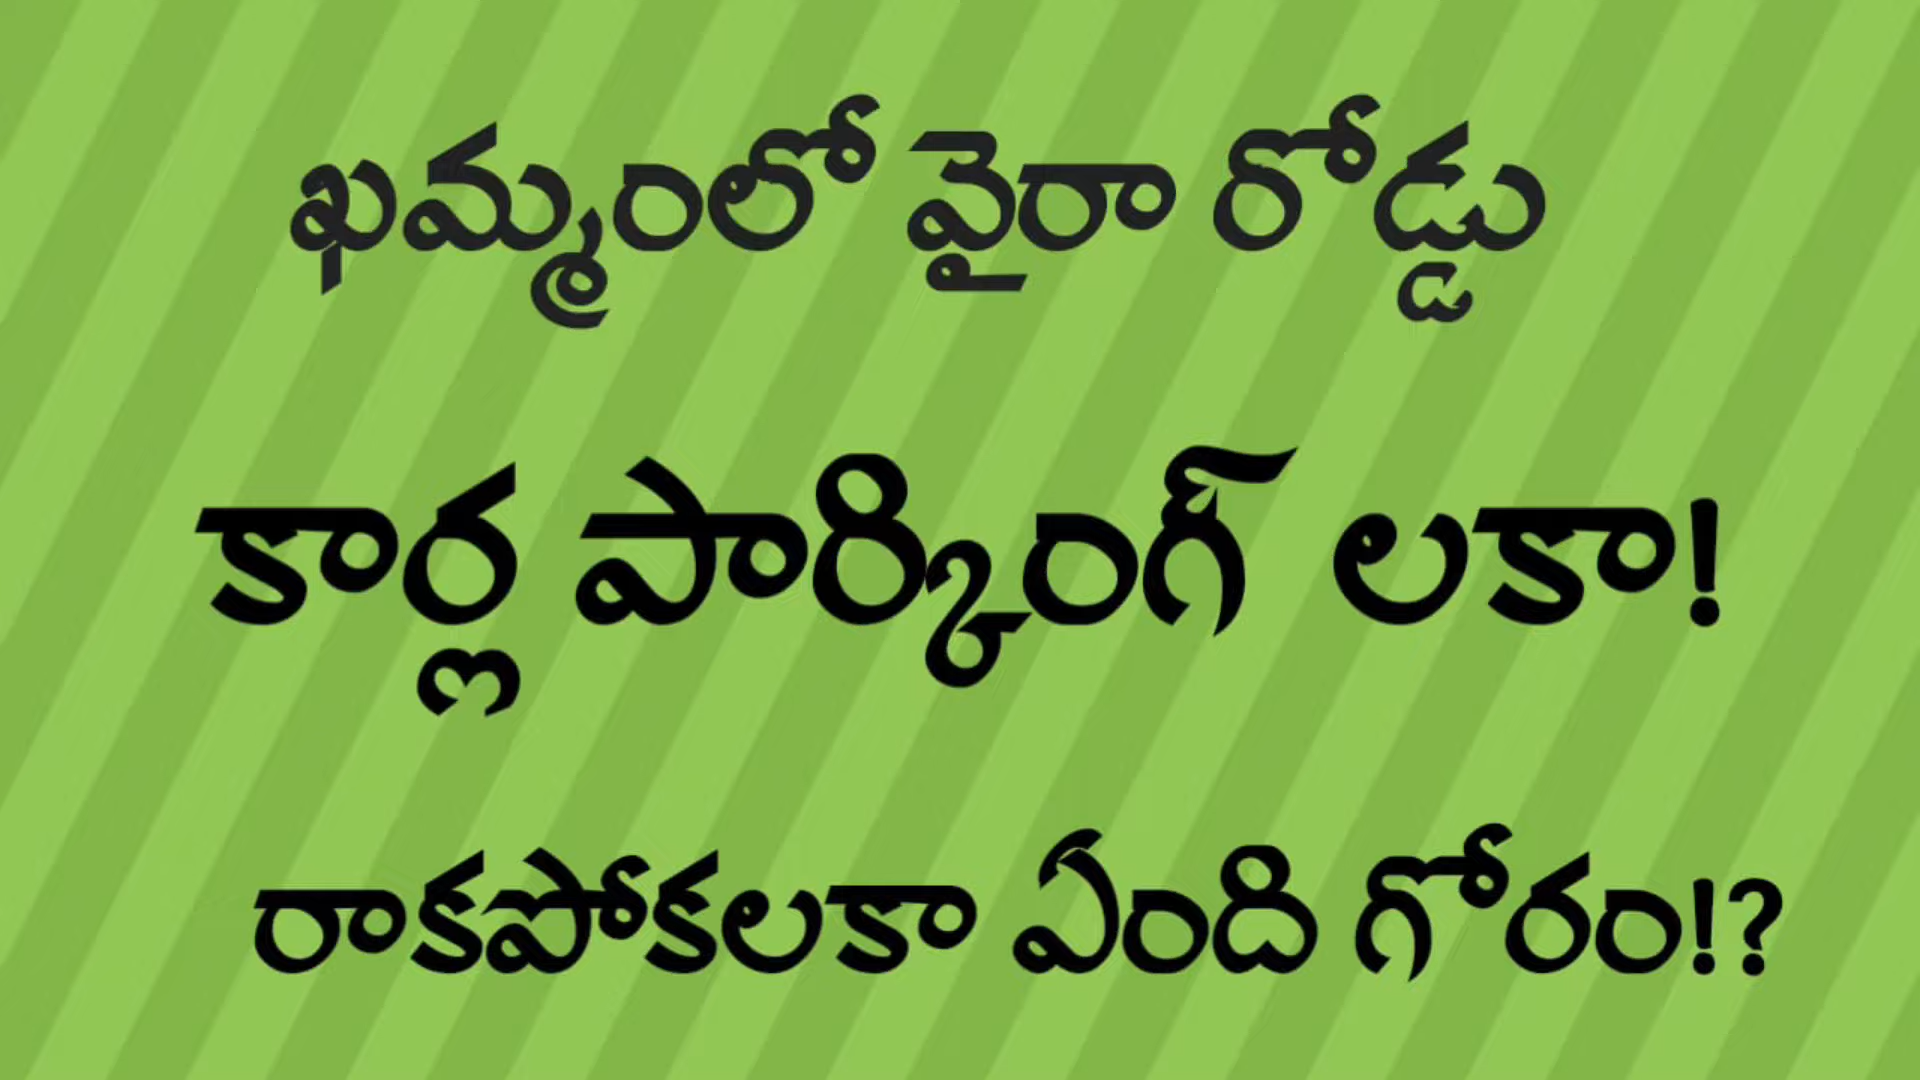 ఖమ్మంలో వైరా రోడ్డు
కార్ల పార్కింగ్ లకా!
రాకపోకలకా ఏంది గోరం!?